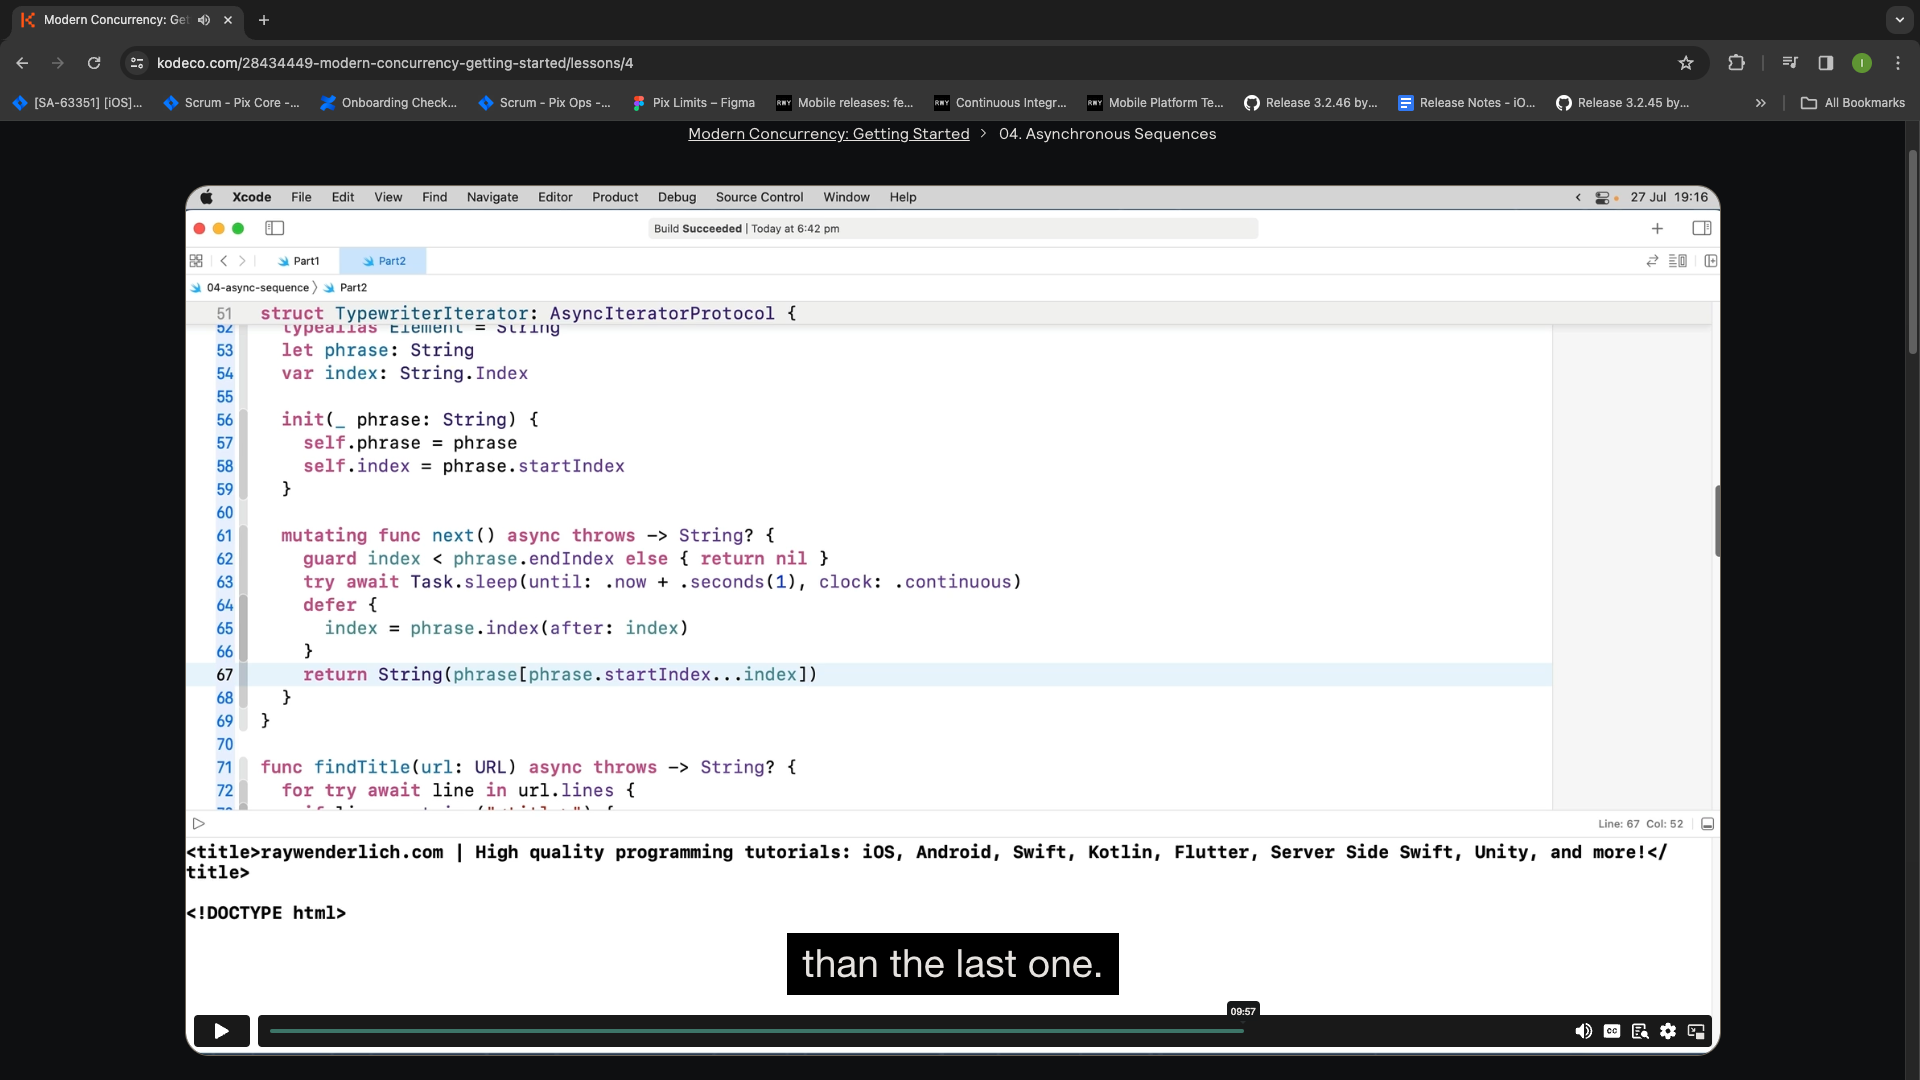 Modern Concurrency: Get
kodeco.com/28434449-modern-concurrency-getting-started/lessons/4
[SA-63351] [iOS]...
Scrum - Pix Core -...
Onboarding Check...
Scrum - Pix Ops -...
Pix Limits – Figma
Mobile releases: fe...
Continuous Integr...
Mobile Platform Te...
Release 3.2.46 by...
Release Notes - iO...
Release 3.2.45 by...
» All Bookmarks
Modern Concurrency: Getting Started > 04. Asynchronous Sequences
Xcode File Edit View Find Navigate Editor Product Debug Source Control Window Help 27 Jul 19:16
Build Succeeded | Today at 6:42 pm
Part1 Part2
04-async-sequence Part2
51 struct TypewriterIterator: AsyncIteratorProtocol {
52 typealias Element = String
53 let phrase: String
54 var index: String.Index
55
56 init(_ phrase: String) {
57 self.phrase = phrase
58 self.index = phrase.startIndex
59 }
60
61 mutating func next() async throws -> String? {
62 guard index < phrase.endIndex else { return nil }
63 try await Task.sleep(until: .now + .seconds(1), clock: .continuous)
64 defer {
65 index = phrase.index(after: index)
66 }
67 return String(phrase[phrase.startIndex...index])
68 }
69 }
70
71 func findTitle(url: URL) async throws -> String? {
72 for try await line in url.lines {
Line: 67 Col: 52
<title>raywenderlich.com | High quality programming tutorials: iOS, Android, Swift, Kotlin, Flutter, Server Side Swift, Unity, and more!</
title>
<!DOCTYPE html>
than the last one.
09:57
CC